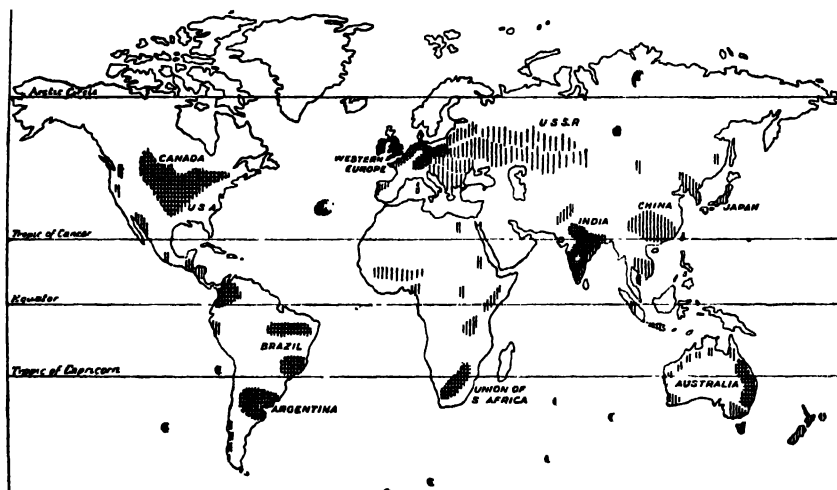 Arctic Circle
CANADA
U S A
WESTERN
EUROPE
U S S R
CHINA
JAPAN
INDIA
Tropic of Cancer
Equator
BRAZIL
Tropic of Capricorn
ARGENTINA
UNION OF
S AFRICA
AUSTRALIA